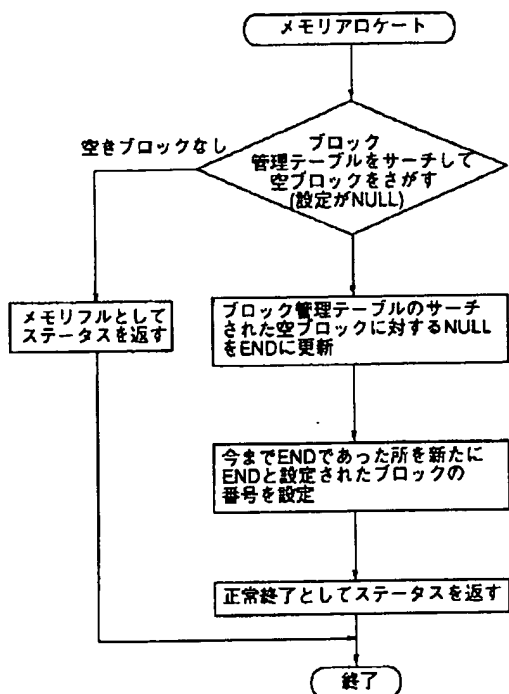 メモリアロケート
空きブロックなし
ブロック
管理テーブルをサーチして
空ブロックをさがす
(設定がNULL)
メモリフルとして
ステータスを返す
ブロック管理テーブルのサーチ
された空ブロックに対するNULL
をENDに更新
今までENDであった所を新たに
ENDと設定されたブロックの
番号を設定
正常終了としてステータスを返す
終了